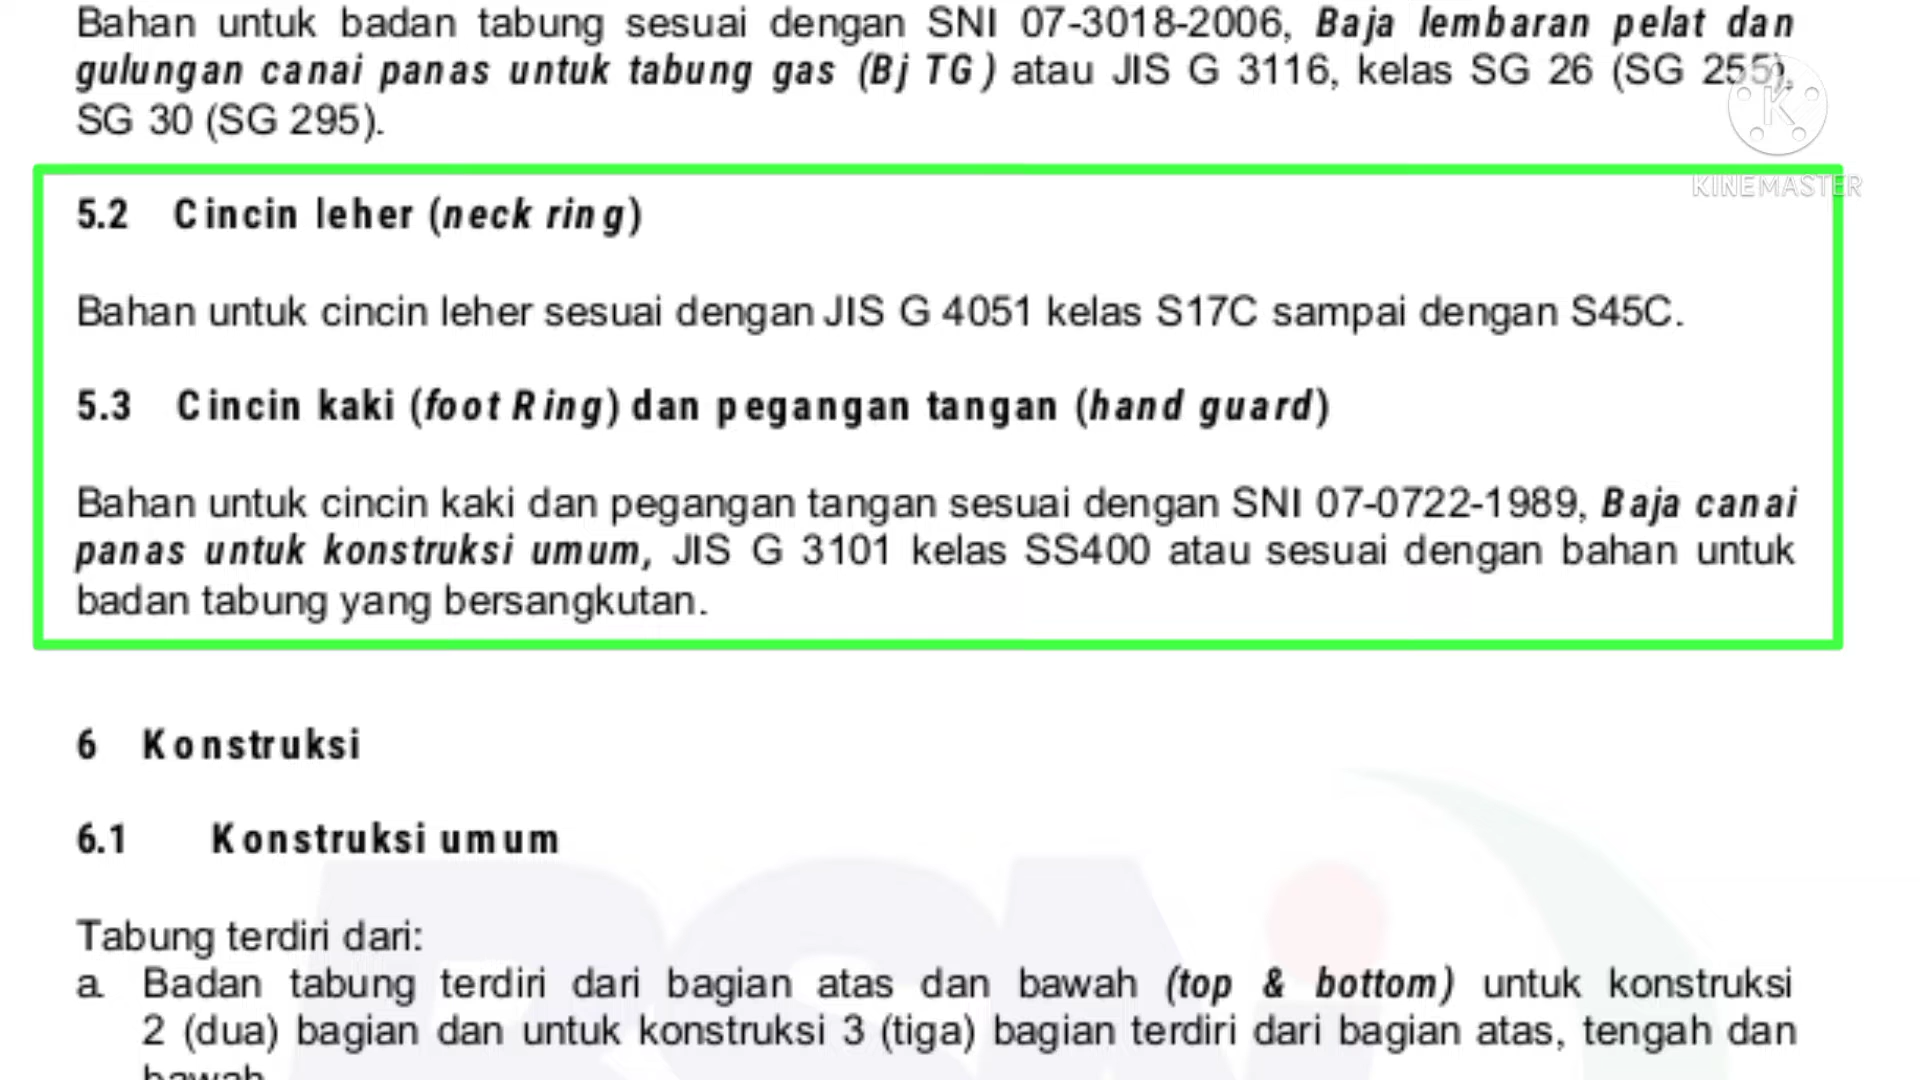 Bahan untuk badan tabung sesuai dengan SNI 07-3018-2006, Baja lembaran pelat dan
gulungan canai panas untuk tabung gas (Bj TG) atau JIS G 3116, kelas SG 26 (SG 255),
SG 30 (SG 295).
KINEMASTER
5.2 Cincin leher (neck ring)
Bahan untuk cincin leher sesuai dengan JIS G 4051 kelas S17C sampai dengan S45C.
5.3 Cincin kaki (foot Ring) dan pegangan tangan (hand guard)
Bahan untuk cincin kaki dan pegangan tangan sesuai dengan SNI 07-0722-1989, Baja canai
panas untuk konstruksi umum, JIS G 3101 kelas SS400 atau sesuai dengan bahan untuk
badan tabung yang bersangkutan.
6 Konstruksi
6.1 Konstruksi umum
Tabung terdiri dari:
a. Badan tabung terdiri dari bagian atas dan bawah (top & bottom) untuk konstruksi
2 (dua) bagian dan untuk konstruksi 3 (tiga) bagian terdiri dari bagian atas, tengah dan
bawah